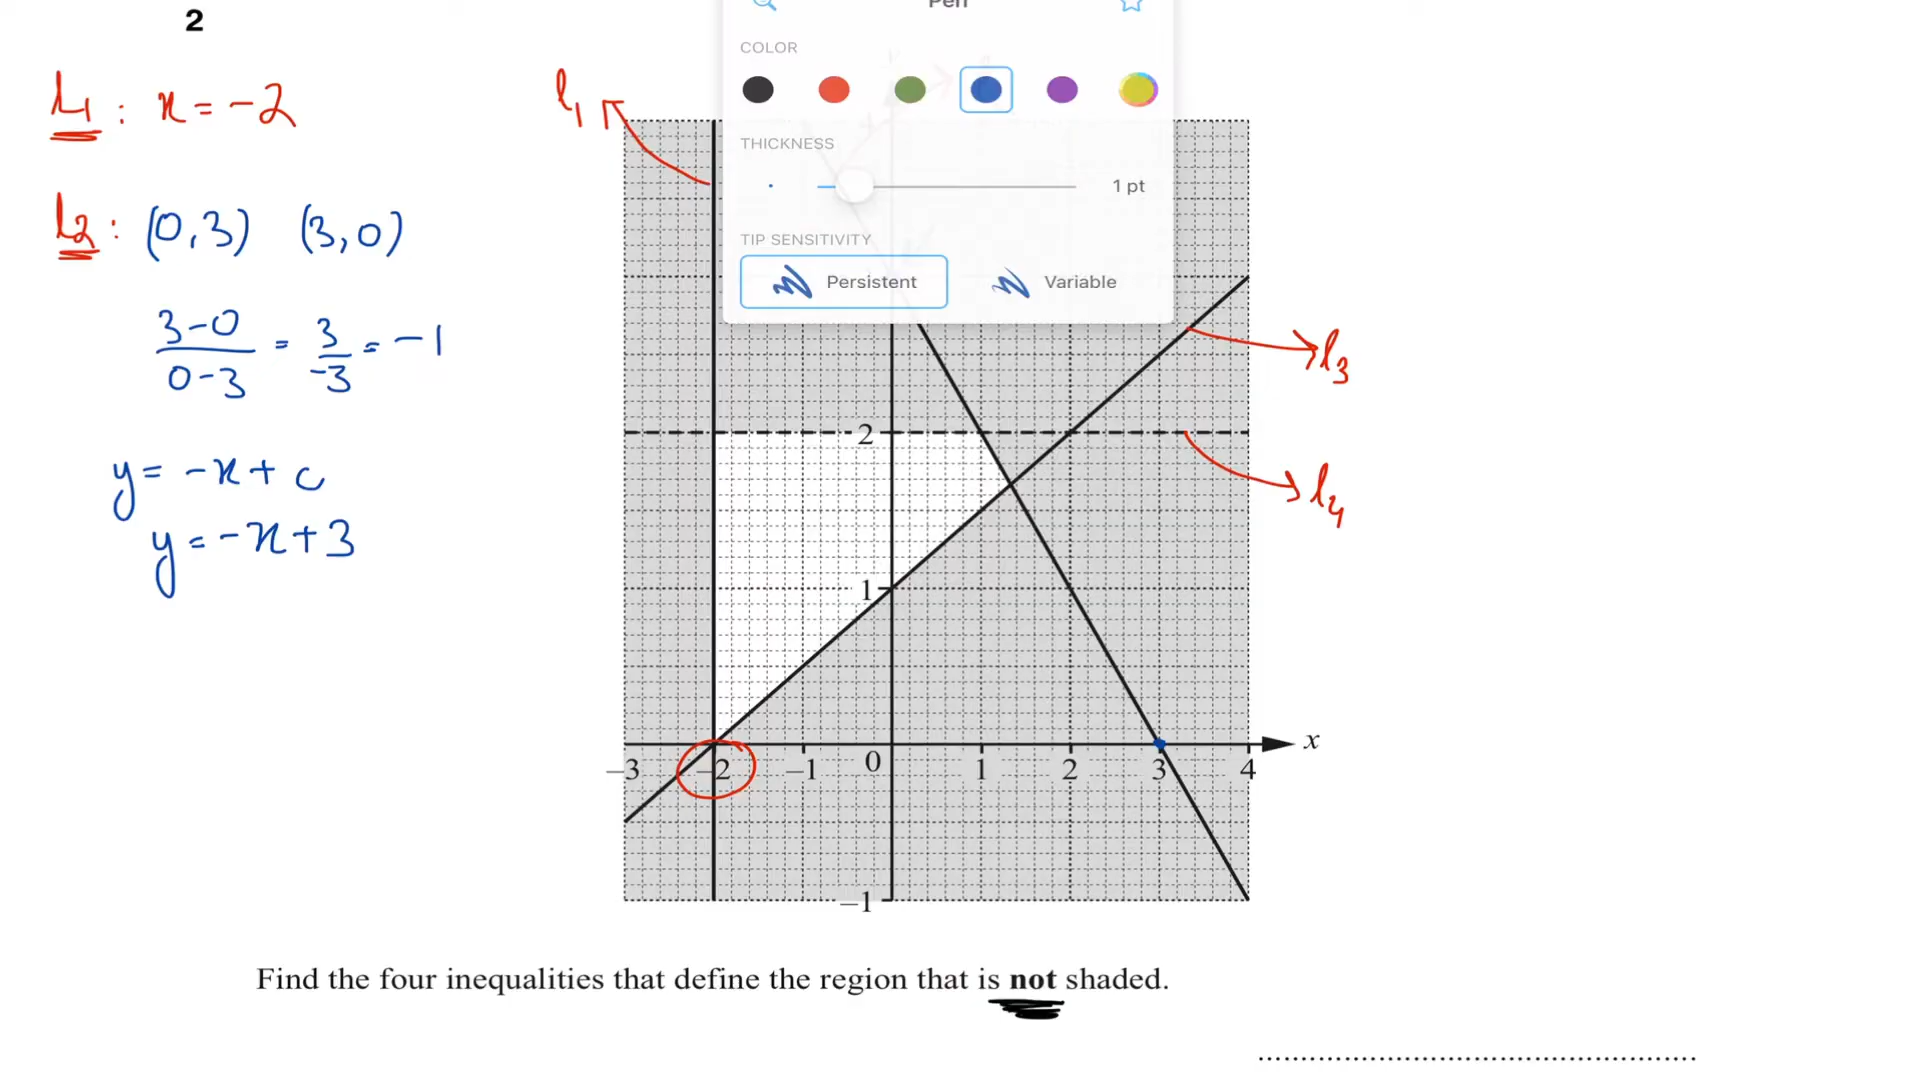 2
Pen
COLOR
THICKNESS
1 pt
TIP SENSITIVITY
Persistent
Variable
L1 : x = -2
l2 : (0,3) (3,0)
3-0/0-3 = 3/-3 = -1
y = -x + c
y = -x + 3
l1
l3
l4
2
1
-3 -2 -1 0 1 2 3 4 x
-1
Find the four inequalities that define the region that is not shaded.